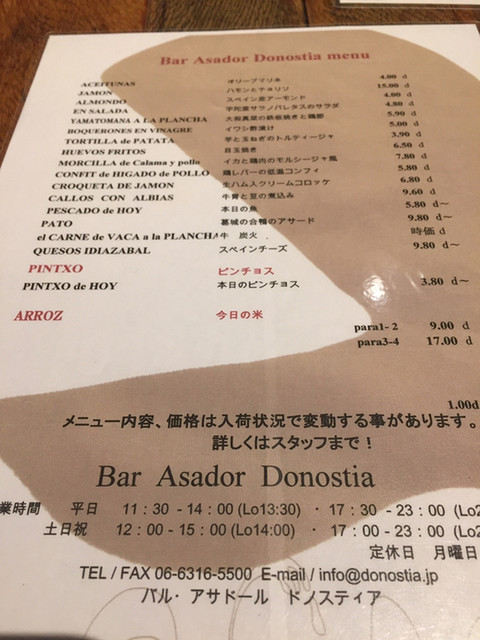 Bar Asador Donostia menu
ACEITUNAS オリーブマリネ 4.00 d
JAMON ハモンとチョリソ 15.00 d
ALMONDO スペイン産アーモンド 4.00 d
EN SALADA 宇陀産サラノパレタスのサラダ 4.80 d
YAMATOMANA A LA PLANCHA 大和真菜の鉄板焼きと鶏節 5.90 d
BOQUERONES EN VINAGRE イワシ酢漬け 5.00 d
TORTILLA de PATATA 芋と玉ねぎのトルティージャ 3.90 d
HUEVOS FRITOS 目玉焼き 6.50 d
MORCILLA de Calama y pollo イカと鶏肉のモルシージャ風 7.80 d
CONFIT de HIGADO de POLLO 鶏レバーの低温コンフィ 5.80 d
CROQUETA DE JAMON 生ハムスクリームコロッケ 6.80 d
CALLOS CON ALBIAS 牛胃と豆の煮込み 9.60 d
PESCADO de HOY 本日の魚 5.80 d～
PATO 葛城の合鴨のアサード 9.80 d～
el CARNE de VACA a la PLANCHA 牛 炭火 . 時価 d
QUESOS IDIAZABAL スペインチーズ 9.80 d～
PINTXO ピンチョス
PINTXO de HOY 本日のピンチョス 3.80 d～
ARROZ 今日の米
para1-2 9.00 d
para3-4 17.00 d
1.00d
メニュー内容、価格は入荷状況で変動する事があります。
詳しくはスタッフまで！
Bar Asador Donostia
業時間 平日 11：30 - 14：00 (Lo13:30) ・ 17：30 - 23：00 (Lo2
土日祝 12：00 - 15：00 (Lo14:00) ・ 17：00 - 23：00 (Lo2
定休日 月曜日
TEL / FAX 06-6316-5500 E-mail / info@donostia.jp
バル・アサドール ドノスティア